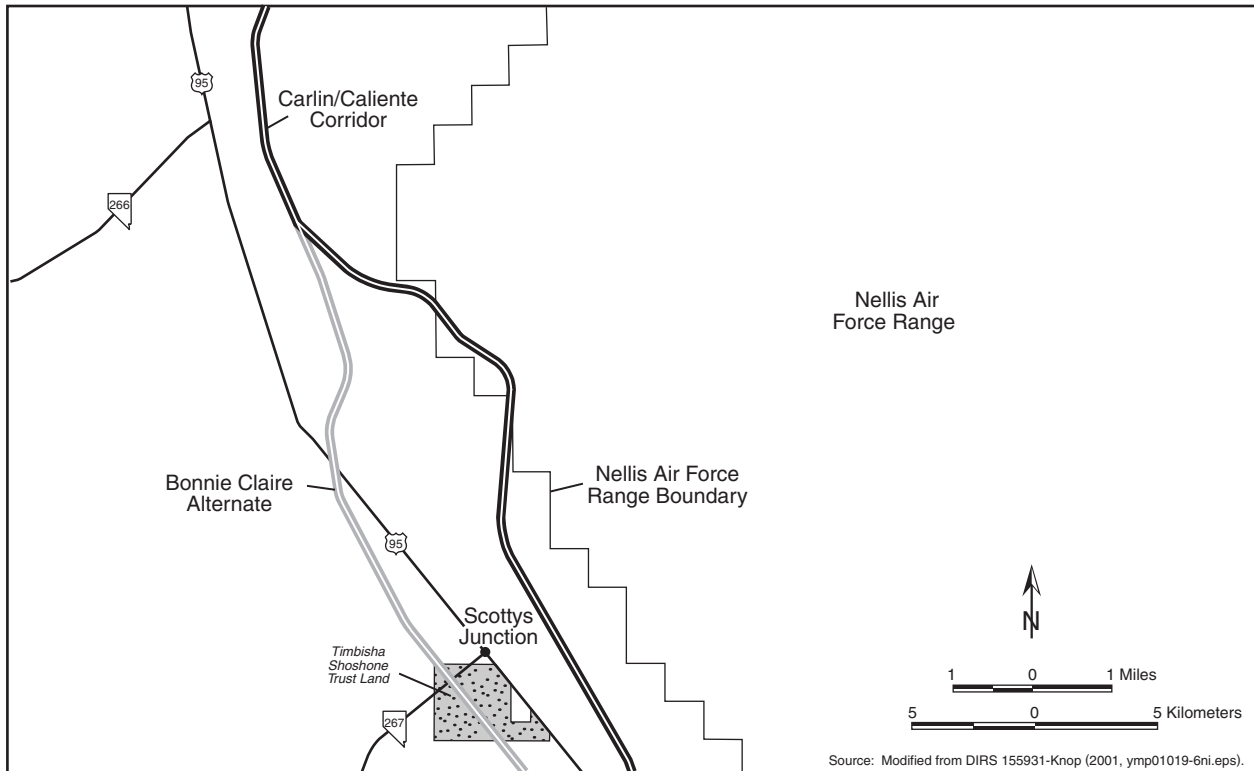 95
Carlin/Caliente
Corridor
266
Nellis Air
Force Range
Bonnie Claire
Alternate
Nellis Air Force
Range Boundary
95
Scottys
Junction
Timbisha
Shoshone
Trust Land
267
N
1 0 1 Miles
5 0 5 Kilometers
Source: Modified from DIRS 155931-Knop (2001, ymp01019-6ni.eps).